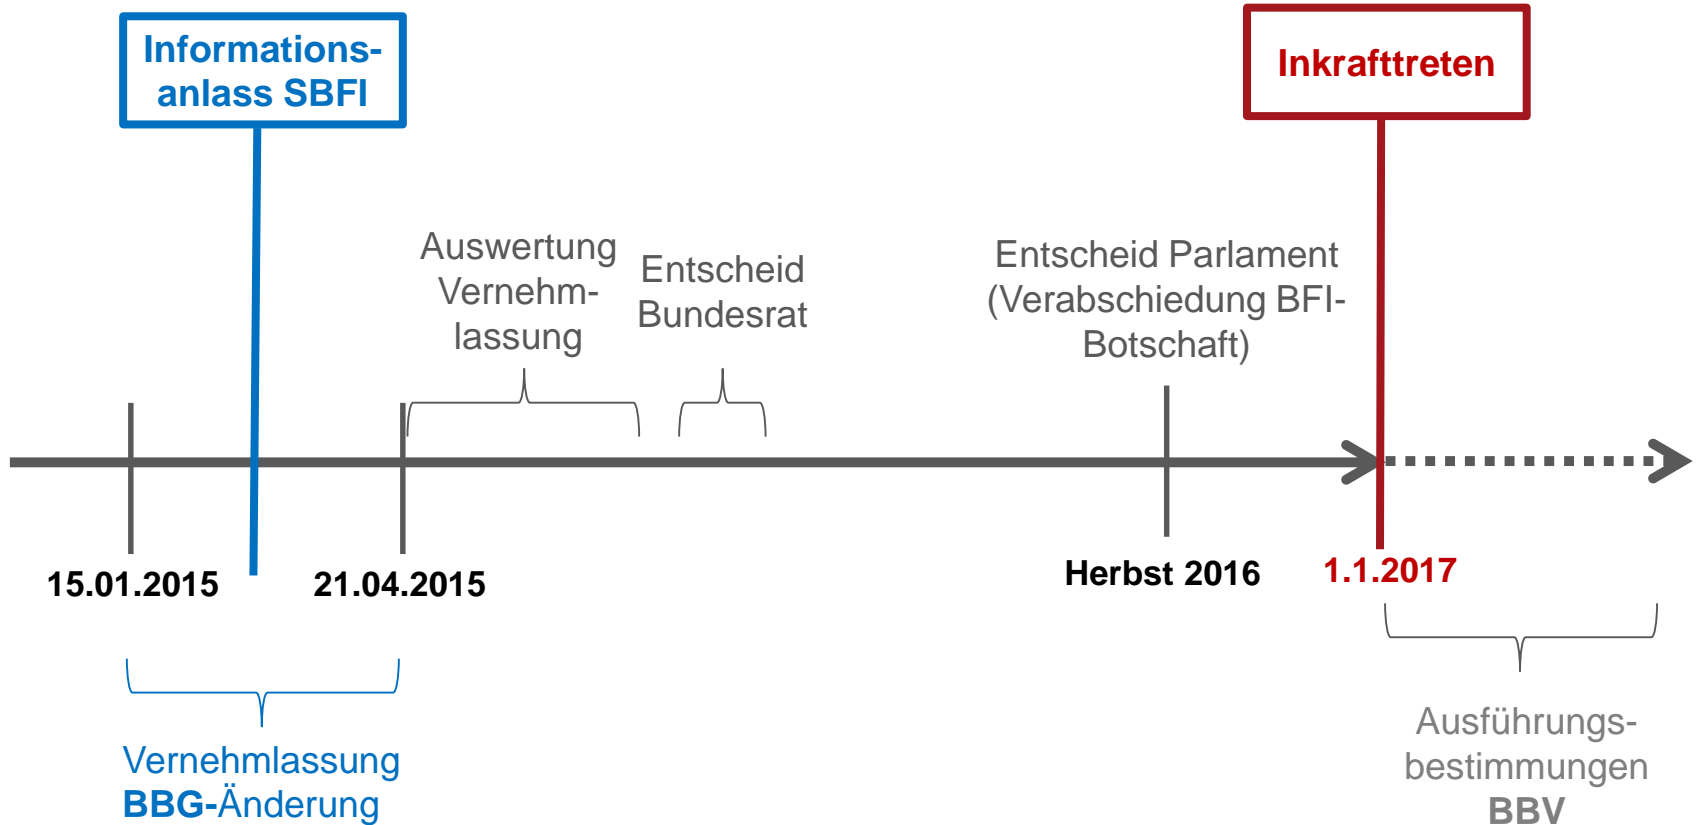 Informations-
anlass SBFI
Inkrafttreten
Auswertung
Vernehm-
lassung
Entscheid
Bundesrat
Entscheid Parlament
(Verabschiedung BFI-
Botschaft)
15.01.2015
21.04.2015
Herbst 2016
1.1.2017
Vernehmlassung
BBG-Änderung
Ausführungs-
bestimmungen
BBV